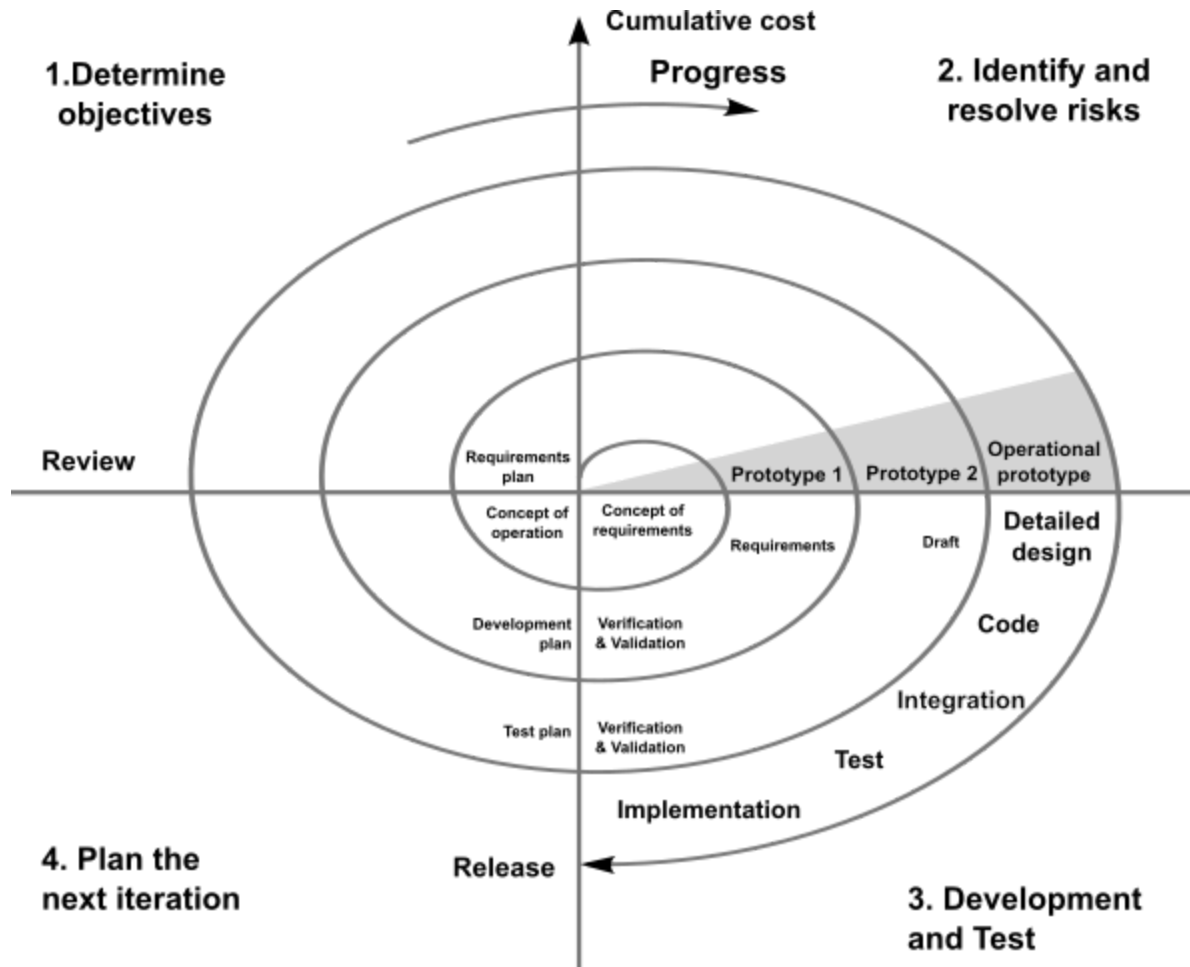 Cumulative cost
Progress
1.Determine
objectives
2. Identify and
resolve risks
Review
Requirements
plan
Prototype 1
Prototype 2
Operational
prototype
Concept of
operation
Concept of
requirements
Requirements
Draft
Detailed
design
Development
plan
Verification
& Validation
Code
Integration
Test plan
Verification
& Validation
Test
Implementation
Release
4. Plan the
next iteration
3. Development
and Test